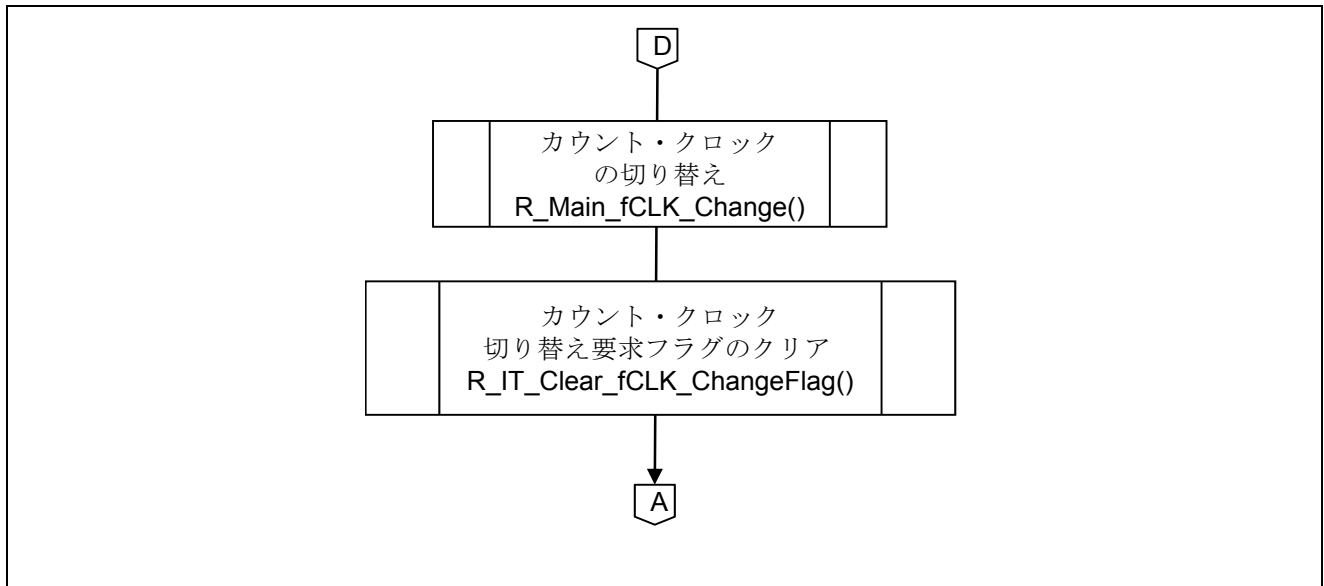 D
カウント・クロック
の切り替え
R_Main_fCLK_Change()
カウント・クロック
切り替え要求フラグのクリア
R_IT_Clear_fCLK_ChangeFlag()
A